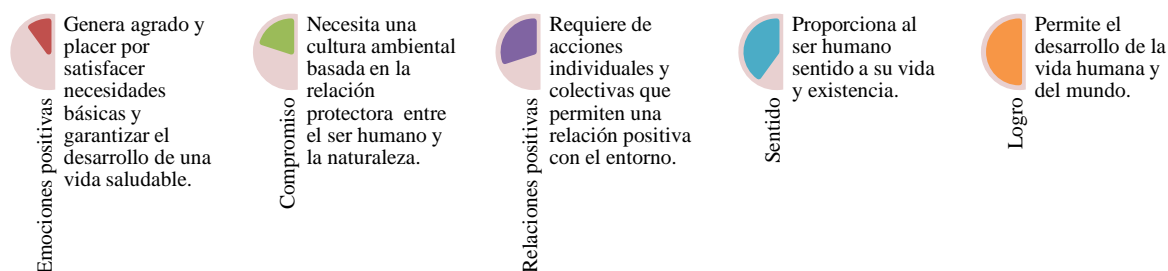 Genera agrado y
placer por
satisfacer
necesidades
básicas y
garantizar el
desarrollo de una
vida saludable.
Emociones positivas
Necesita una
cultura ambiental
basada en la
relación
protectora entre
el ser humano y
la naturaleza.
Compromiso
Requiere de
acciones
individuales y
colectivas que
permiten una
relación positiva
con el entorno.
Relaciones positivas
Proporciona al
ser humano
sentido a su vida
y existencia.
Sentido
Permite el
desarrollo de la
vida humana y
del mundo.
Logro